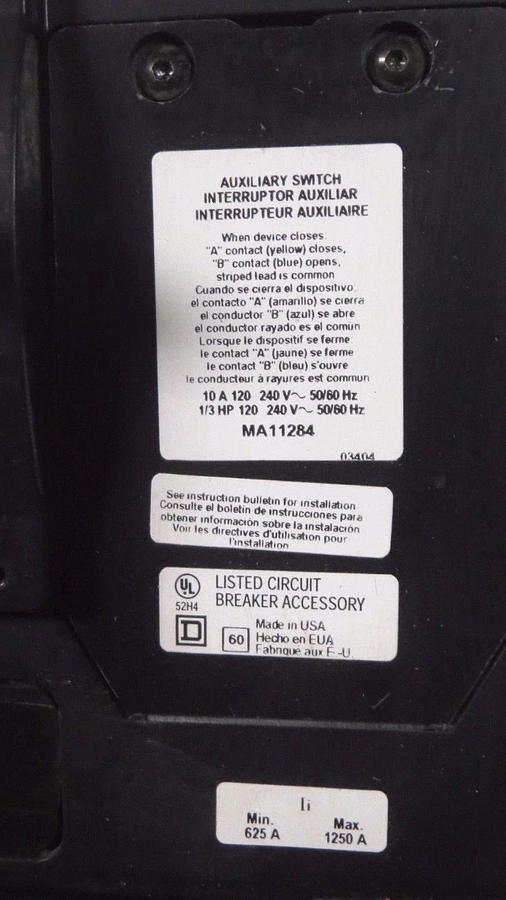 AUXILIARY SWITCH
INTERRUPTOR AUXILIAR
INTERRUPTEUR AUXILIAIRE
When device closes:
"A" contact (yellow) closes,
"B" contact (blue) opens,
striped lead is common
Cuando se cierra el dispositivo:
el contacto "A" (amarillo) se cierra
el conductor "B" (azul) se abre
el conductor rayado es el común
Lorsque le dispositif se ferme:
le contact "A" (jaune) se ferme
le contact "B" (bleu) s'ouvre
le conducteur à rayures est commun
10 A 120 240 V~ 50/60 Hz
1/3 HP 120 240 V~ 50/60 Hz
MA11284
03404
See instruction bulletin for installation
Consulte el boletin de instrucciones para
obtener información sobre la instalación
Voir les directives d'utilisation pour
l'installation
UL
LISTED CIRCUIT
52H4
BREAKER ACCESSORY
D
60
Made in USA
Hecho en EUA
Fabriqué aux E.-U.
Ii
Min. Max.
625 A 1250 A